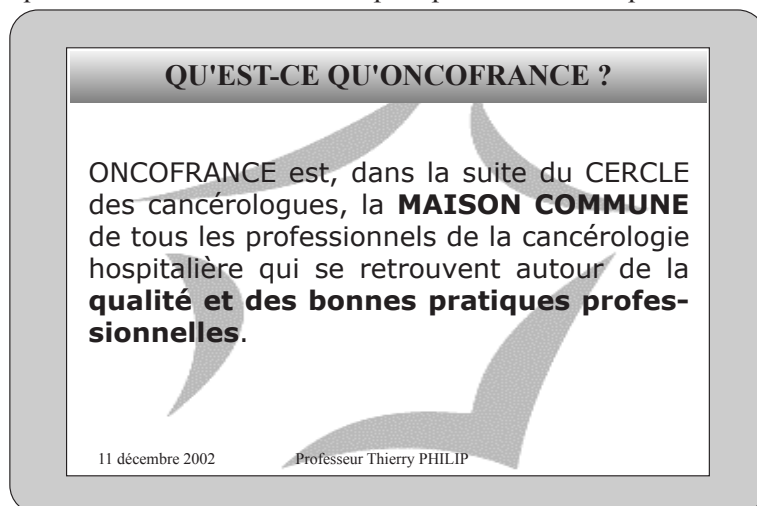 QU'EST-CE QU'ONCOFRANCE ?
ONCOFRANCE est, dans la suite du CERCLE
des cancérologues, la MAISON COMMUNE
de tous les professionnels de la cancérologie
hospitalière qui se retrouvent autour de la
qualité et des bonnes pratiques profes-
sionnelles.
11 décembre 2002 Professeur Thierry PHILIP